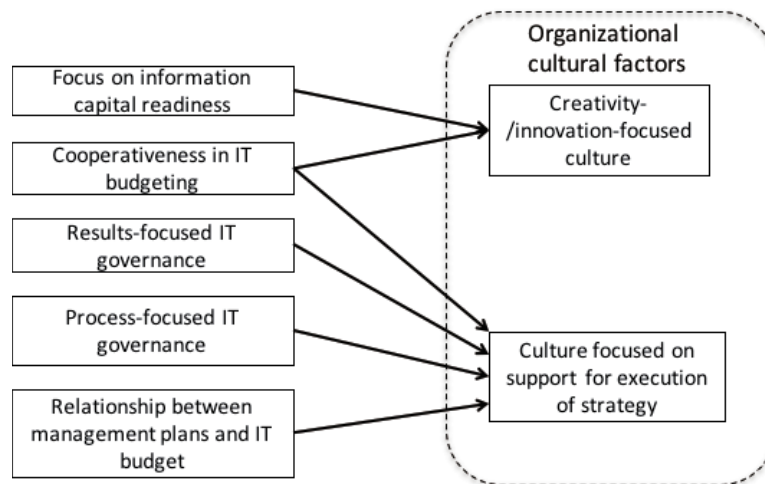 Organizational
cultural factors
Focus on information
capital readiness
Creativity-
/innovation-focused
culture
Cooperativeness in IT
budgeting
Results-focused IT
governance
Process-focused IT
governance
Culture focused on
support for execution
of strategy
Relationship between
management plans and IT
budget